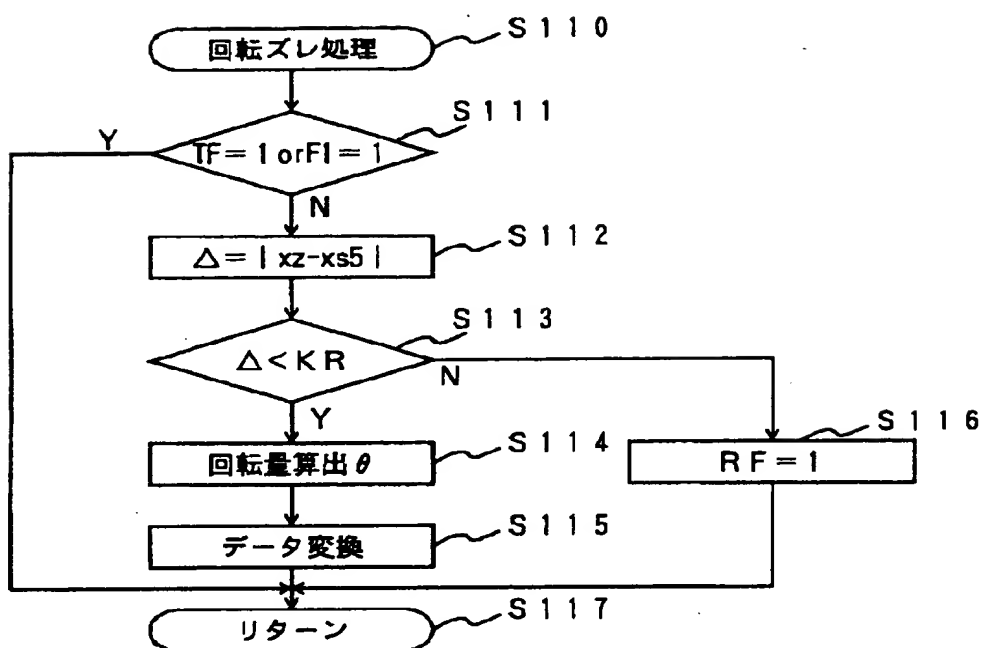 回転ズレ処理
S110
S111
Y
TF=1 orF1=1
N
S112
△=|xz-xs5|
S113
△<KR
N
Y
S114
回転量算出θ
S116
RF=1
S115
データ変換
S117
リターン